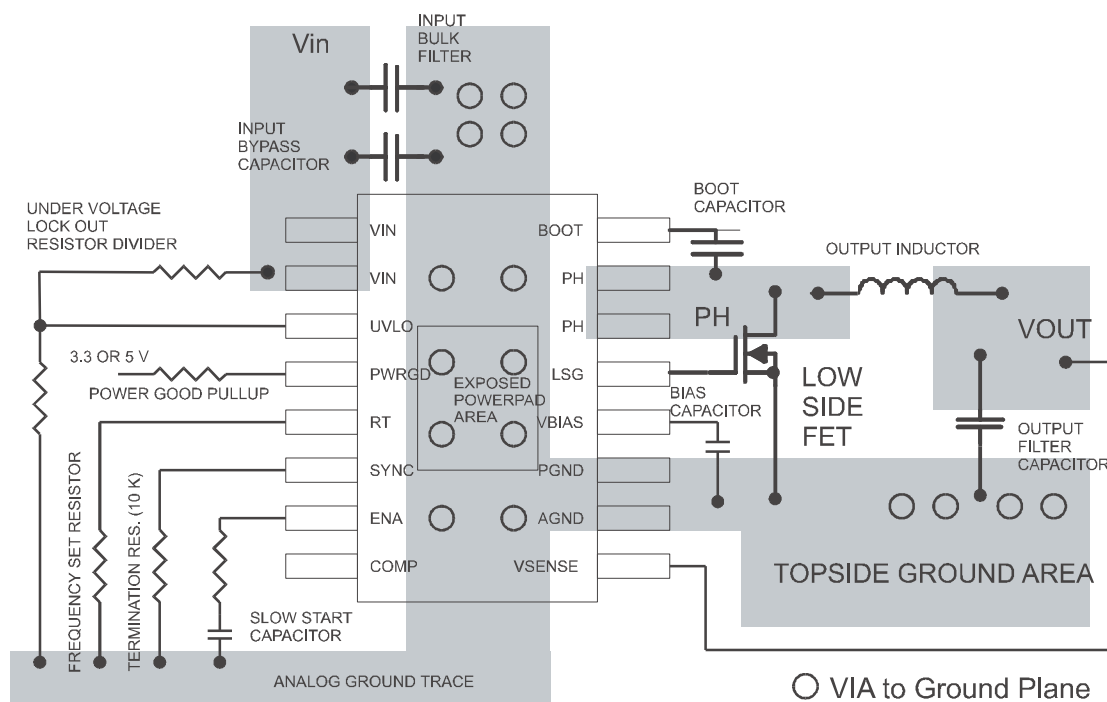 INPUT
BULK
FILTER
Vin
INPUT
BYPASS
CAPACITOR
UNDER VOLTAGE
LOCK OUT
RESISTOR DIVIDER
BOOT
CAPACITOR
OUTPUT INDUCTOR
VIN
BOOT
VIN
PH
UVLO
PH
PH
VOUT
3.3 OR 5 V
PWRGD
POWER GOOD PULLUP
EXPOSED
POWERPAD
AREA
LSG
BIAS
CAPACITOR
LOW
SIDE
FET
RT
VBIAS
OUTPUT
FILTER
CAPACITOR
SYNC
PGND
ENA
AGND
COMP
VSENSE
FREQUENCY SET RESISTOR
TERMINATION RES. (10 K)
SLOW START
CAPACITOR
TOPSIDE GROUND AREA
ANALOG GROUND TRACE
VIA to Ground Plane